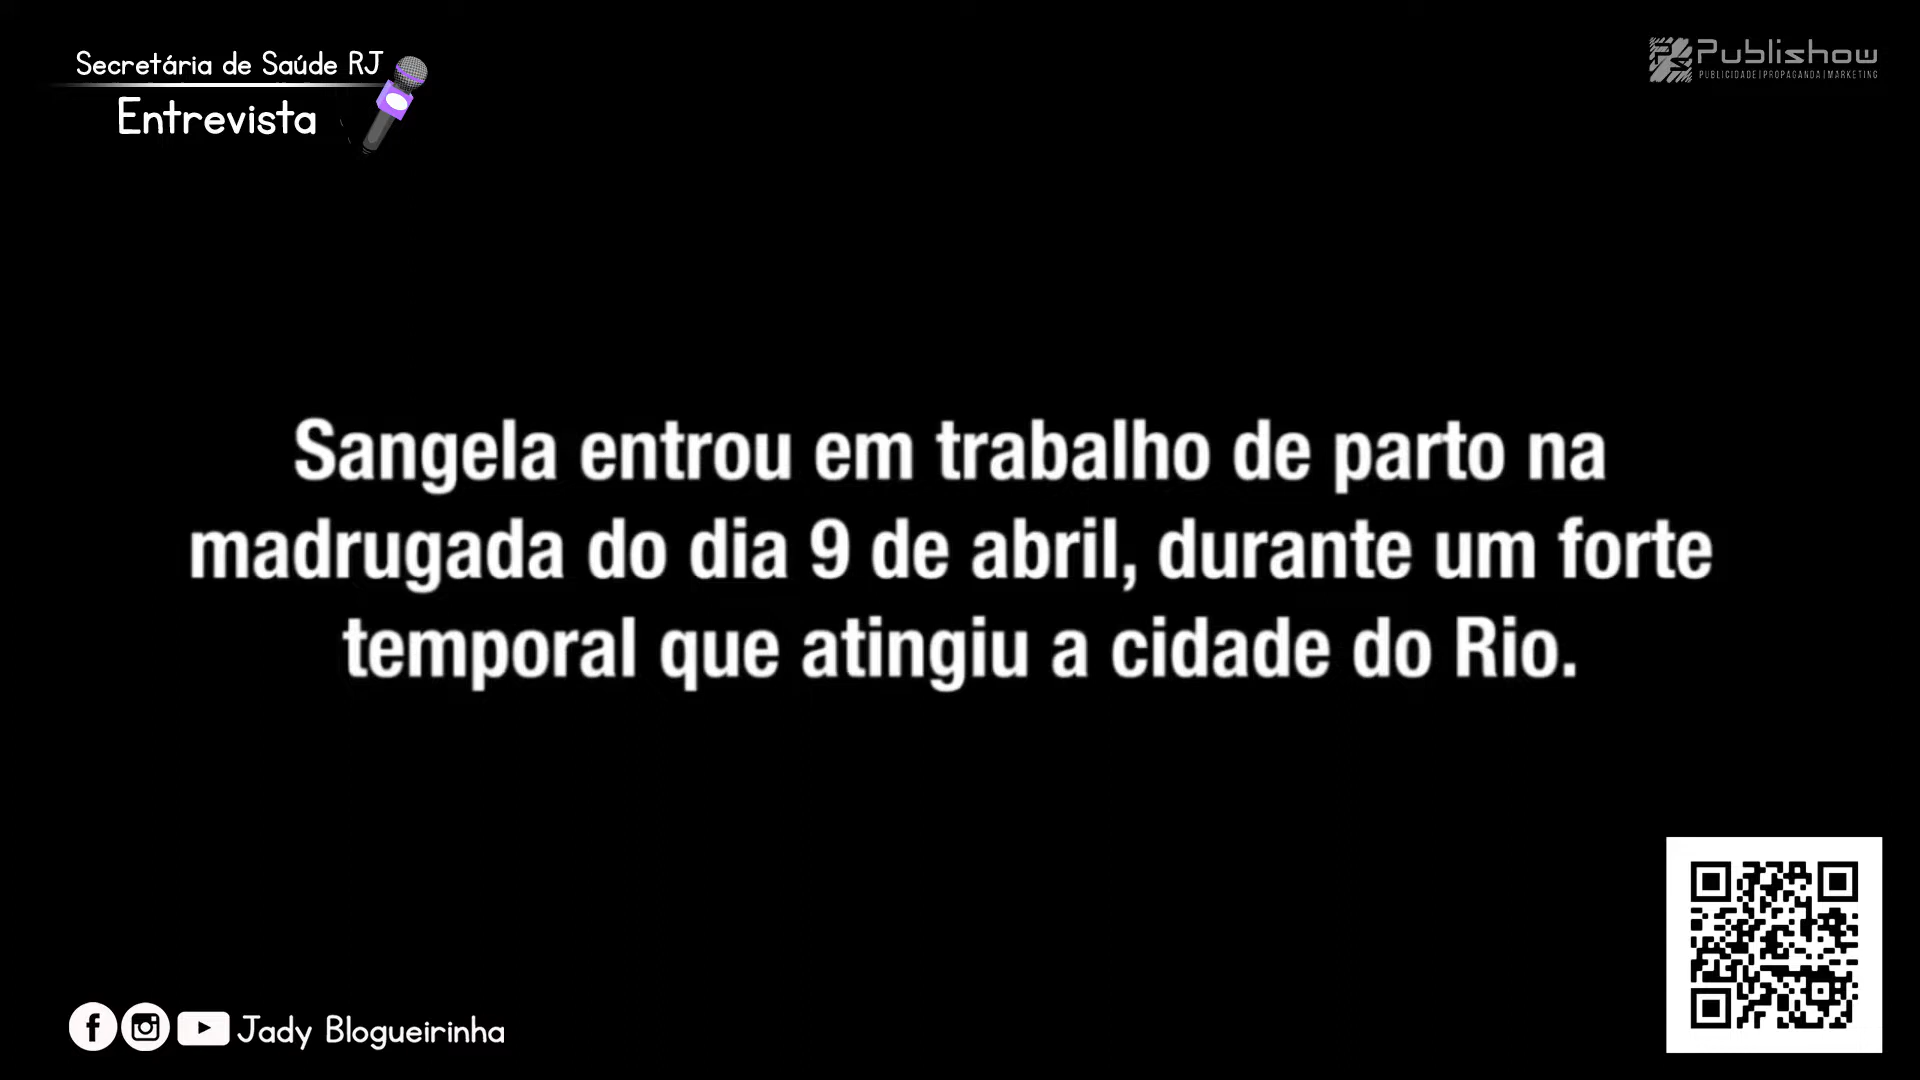 Secretária de Saúde RJ
Entrevista
Publishow
PUBLICIDADE|PROPAGANDA|MARKETING
Sangela entrou em trabalho de parto na
madrugada do dia 9 de abril, durante um forte
temporal que atingiu a cidade do Rio.
Jady Blogueirinha